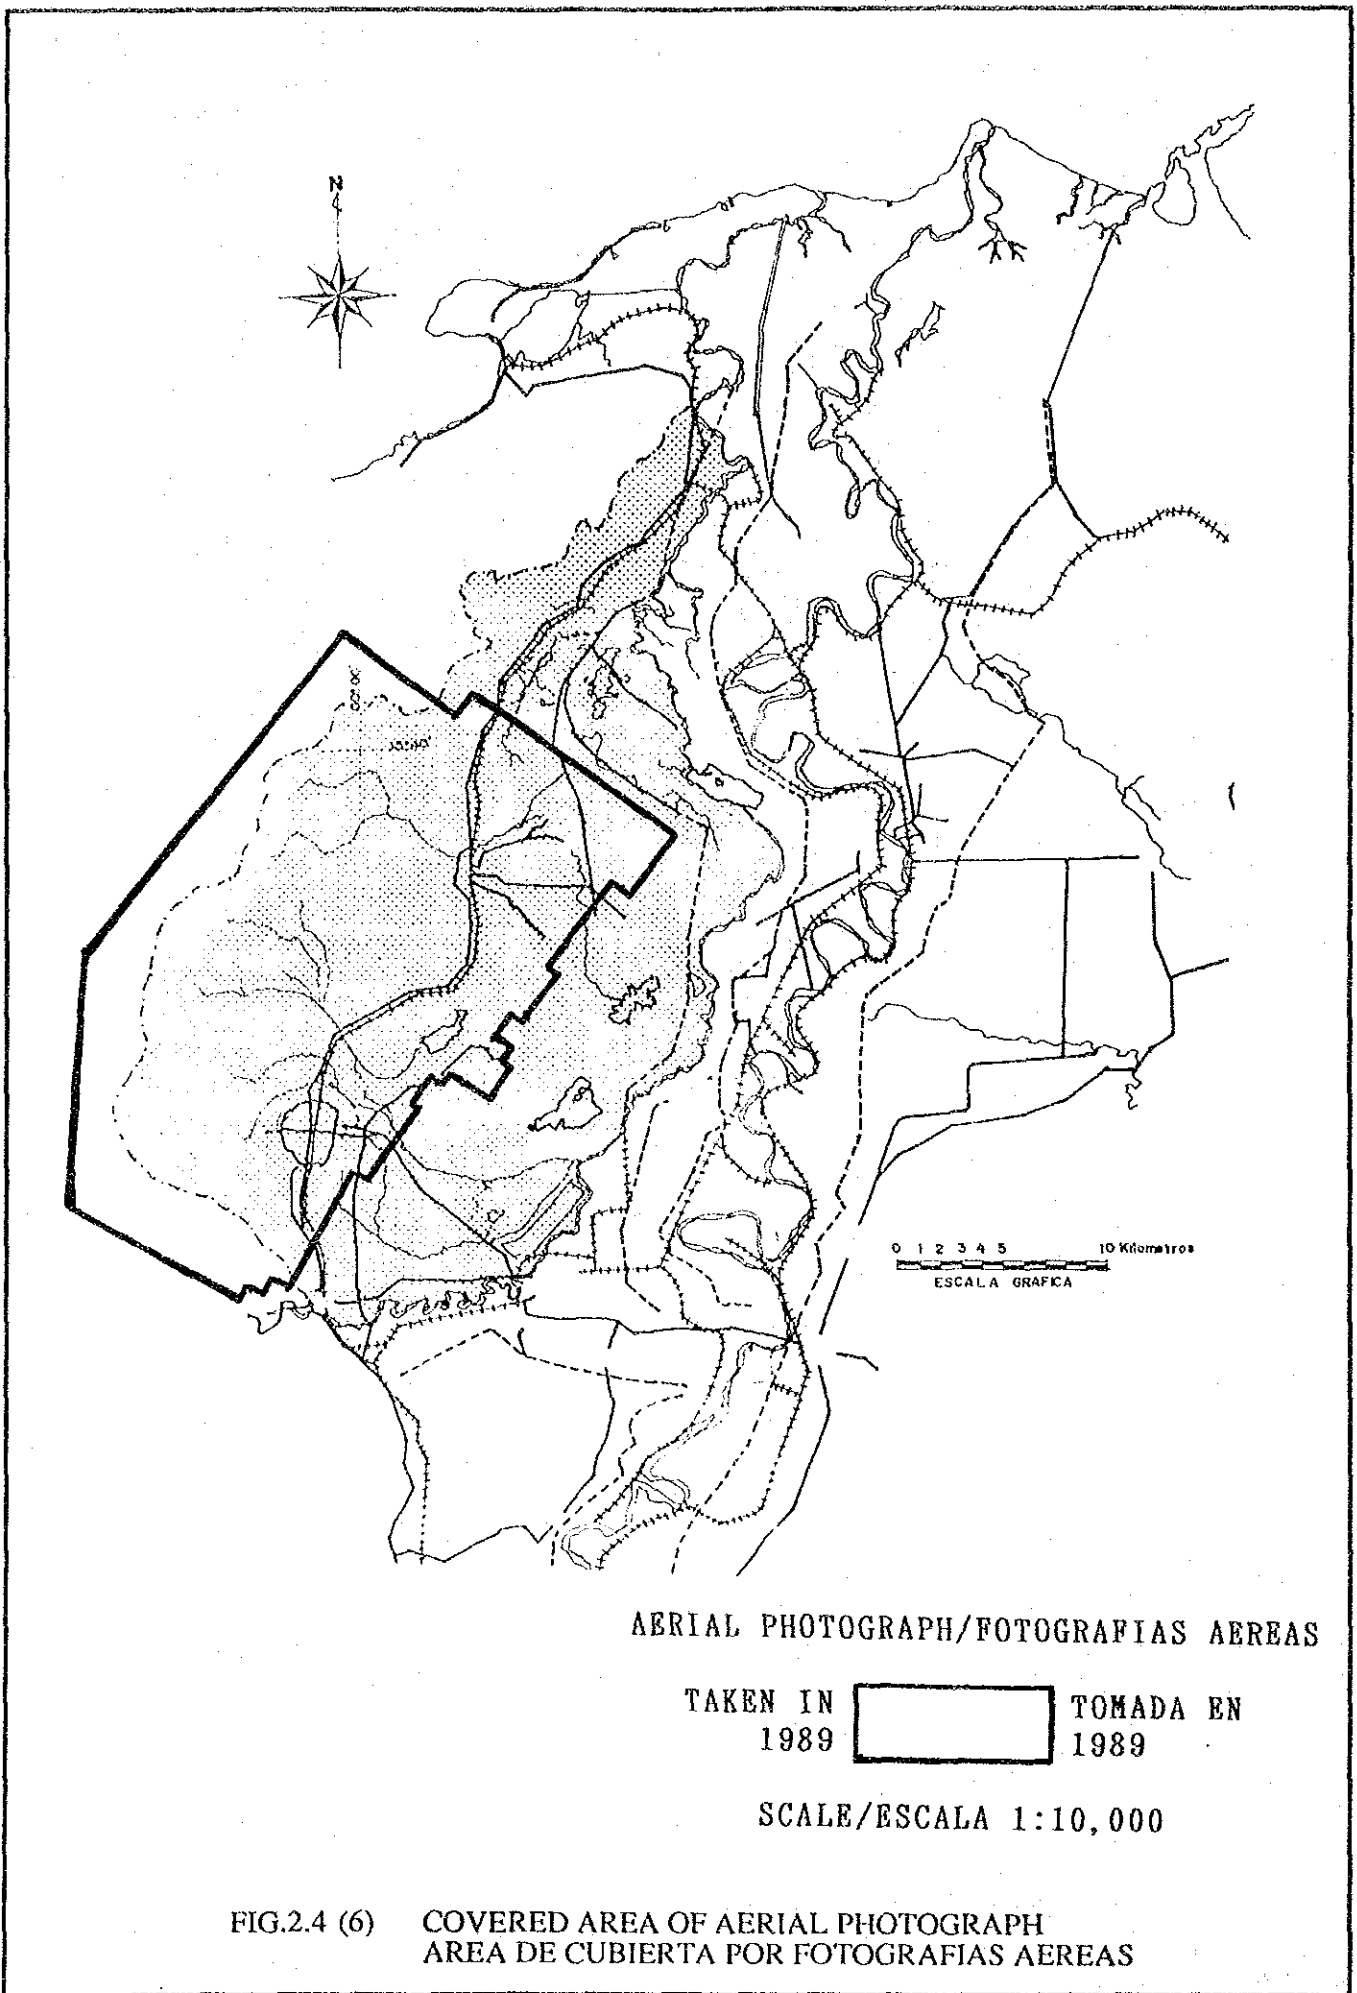 N
0 1 2 3 4 5 10 Kilometros
ESCALA GRAFICA
AERIAL PHOTOGRAPH/FOTOGRAFIAS AEREAS
TAKEN IN 1989
TOMADA EN 1989
SCALE/ESCALA 1:10,000
FIG.2.4 (6) COVERED AREA OF AERIAL PHOTOGRAPH
AREA DE CUBIERTA POR FOTOGRAFIAS AEREAS